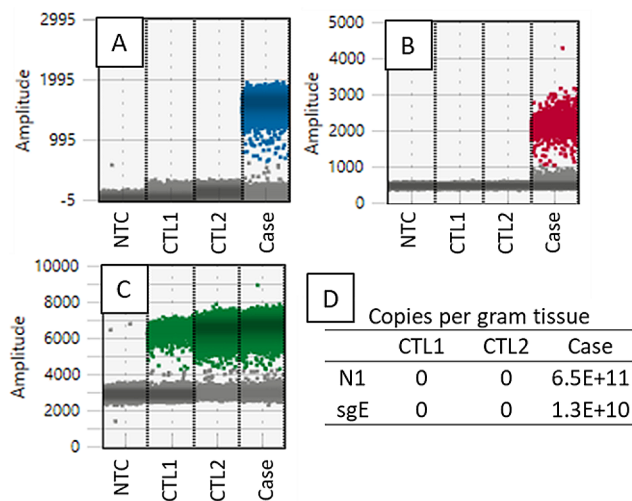 A
Amplitude
2995
1995
995
-5
NTC
CTL1
CTL2
Case
B
Amplitude
5000
4000
3000
2000
1000
0
NTC
CTL1
CTL2
Case
C
Amplitude
10000
8000
6000
4000
2000
0
NTC
CTL1
CTL2
Case
D
Copies per gram tissue
CTL1 CTL2 Case
N1 0 0 6.5E+11
sgE 0 0 1.3E+10